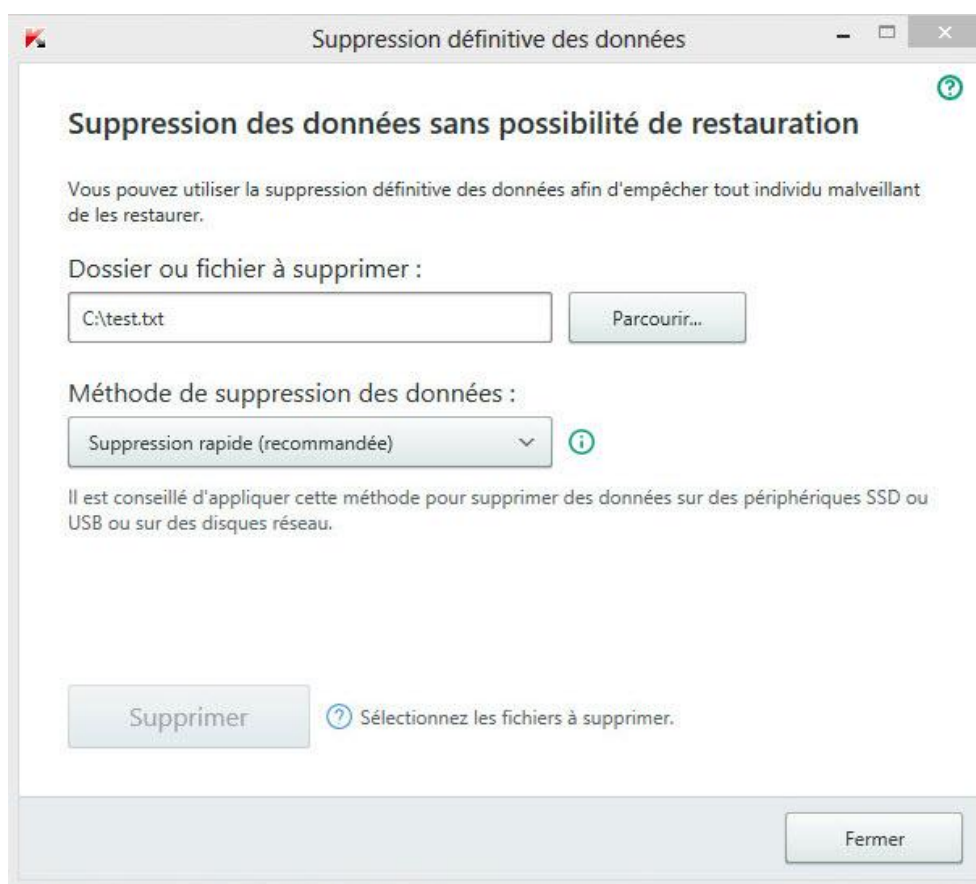 Suppression définitive des données
Suppression des données sans possibilité de restauration
Vous pouvez utiliser la suppression définitive des données afin d'empêcher tout individu malveillant
de les restaurer.
Dossier ou fichier à supprimer :
C:\test.txt
Parcourir...
Méthode de suppression des données :
Suppression rapide (recommandée)
Il est conseillé d'appliquer cette méthode pour supprimer des données sur des périphériques SSD ou
USB ou sur des disques réseau.
Supprimer
Sélectionnez les fichiers à supprimer.
Fermer